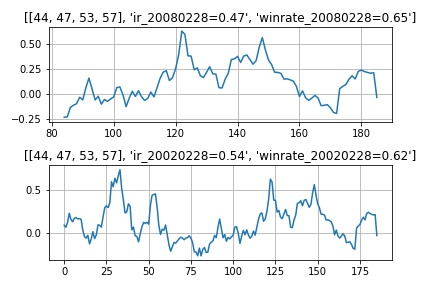 [[44, 47, 53, 57], 'ir_20080228=0.47', 'winrate_20080228=0.65']
0.50
0.25
0.00
−0.25
80 100 120 140 160 180
[[44, 47, 53, 57], 'ir_20020228=0.54', 'winrate_20020228=0.62']
0.5
0.0
0 25 50 75 100 125 150 175